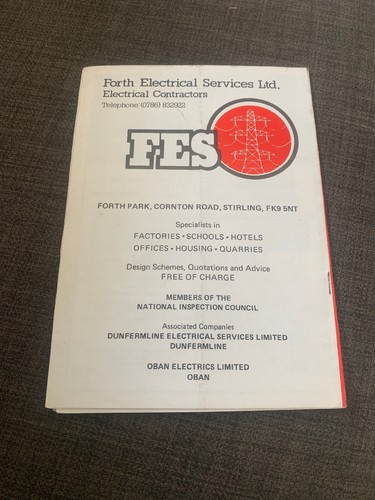 Forth Electrical Services Ltd.
Electrical Contractors
Telephone: (0786) 832922
FES
FORTH PARK, CORNTON ROAD, STIRLING, FK9 5NT
Specialists in
FACTORIES • SCHOOLS • HOTELS
OFFICES • HOUSING • QUARRIES
Design Schemes, Quotations and Advice
FREE OF CHARGE
MEMBERS OF THE
NATIONAL INSPECTION COUNCIL
Associated Companies
DUNFERMLINE ELECTRICAL SERVICES LIMITED
DUNFERMLINE
OBAN ELECTRICS LIMITED
OBAN